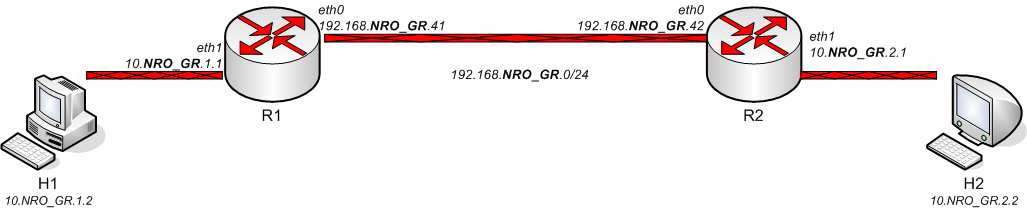 eth0
192.168.NRO_GR.41
eth1
10.NRO_GR.1.1
R1
H1
10.NRO_GR.1.2
192.168.NRO_GR.0/24
eth0
192.168.NRO_GR.42
eth1
10.NRO_GR.2.1
R2
H2
10.NRO_GR.2.2